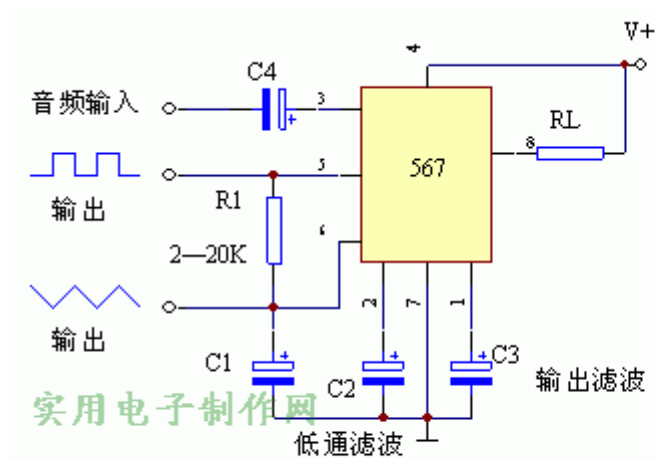 V+
4
C4
音频输入
3
+
RL
8
5
567
输出
R1
6
2—20K
2
7
1
输出
C1
+
C2
+
C3
+
输出滤波
实用电子制作网
低通滤波